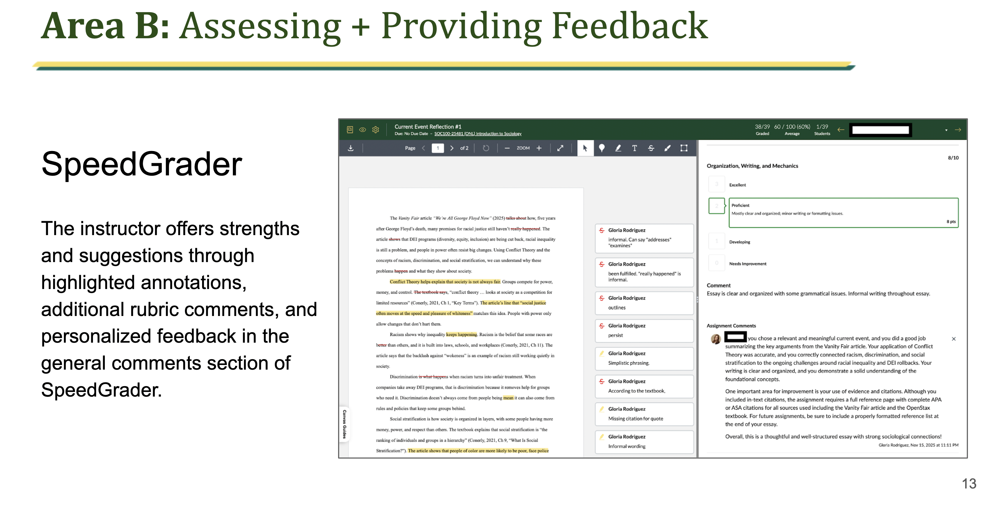 Area B: Assessing + Providing Feedback
SpeedGrader
The instructor offers strengths
and suggestions through
highlighted annotations,
additional rubric comments, and
personalized feedback in the
general comments section of
SpeedGrader.
Current Event Reflection #1
Due: No Due Date – SOC100-25481 (ONL) Introduction to Sociology
38/39 60 / 100 (60%) 1/39
Graded Average Students
Page 1 of 2 ZOOM T S
The Vanity Fair article “We’re All George Floyd Now” (2025) talks about how, five years
after George Floyd’s death, many promises for racial justice still haven’t really happened. The
article shows that DEI programs (diversity, equity, inclusion) are being cut back, racial inequality
is still a problem, and people in power often resist big changes. Using Conflict Theory and the
concepts of racism, discrimination, and social stratification, we can understand why these
problems happen and what they show about society.
Conflict Theory helps explain that society is not always fair. Groups compete for power,
money, and control. The textbook says, “conflict theory … looks at society as a competition for
limited resources” (Conerly, 2021, Ch 1, “Key Terms”). The article’s line that “social justice
often moves at the speed and pleasure of whiteness” matches this idea. People with power only
allow changes that don’t hurt them.
Racism shows why inequality keeps happening. Racism is the belief that some races are
better than others, and it is built into laws, schools, and workplaces (Conerly, 2021, Ch 11). The
article says that the backlash against “wokeness” is an example of racism still working quietly in
society.
Discrimination is what happens when racism turns into unfair treatment. When
companies take away DEI programs, that is discrimination because it removes help for groups
who need it. Discrimination doesn’t always come from people being mean it can also come from
rules and policies that keep some groups behind.
Social stratification is how society is organized in layers, with some people having more
money, power, and respect than others. The textbook explains that social stratification is “the
ranking of individuals and groups in a hierarchy” (Conerly, 2021, Ch 9, “What Is Social
Stratification?”). The article shows that people of color are more likely to be poor, face police
Canvas Guides
Gloria Rodriguez
informal. Can say "addresses"
"examines"
Gloria Rodriguez
been fulfilled. "really happened" is
informal.
Gloria Rodriguez
outlines
Gloria Rodriguez
persist
Gloria Rodriguez
Simplistic phrasing.
Gloria Rodriguez
According to the textbook,
Gloria Rodriguez
Missing citation for quote
Gloria Rodriguez
Informal wording
8/10
Organization, Writing, and Mechanics
3 Excellent
2 Proficient
Mostly clear and organized; minor writing or formatting issues.
8 pts
1 Developing
0 Needs Improvement
Comment
Essay is clear and organized with some grammatical issues. Informal writing throughout essay.
Assignment Comments
you chose a relevant and meaningful current event, and you did a good job
summarizing the key arguments from the Vanity Fair article. Your application of Conflict
Theory was accurate, and you correctly connected racism, discrimination, and social
stratification to the ongoing challenges around racial inequality and DEI rollbacks. Your
writing is clear and organized, and you demonstrate a solid understanding of the
foundational concepts.
One important area for improvement is your use of evidence and citations. Although you
included in-text citations, the assignment requires a full reference page with complete APA
or ASA citations for all sources used including the Vanity Fair article and the OpenStax
textbook. For future assignments, be sure to include a properly formatted reference list at
the end of your essay.
Overall, this is a thoughtful and well-structured essay with strong sociological connections!
Gloria Rodriguez, Nov 15, 2025 at 11:11 PM
13